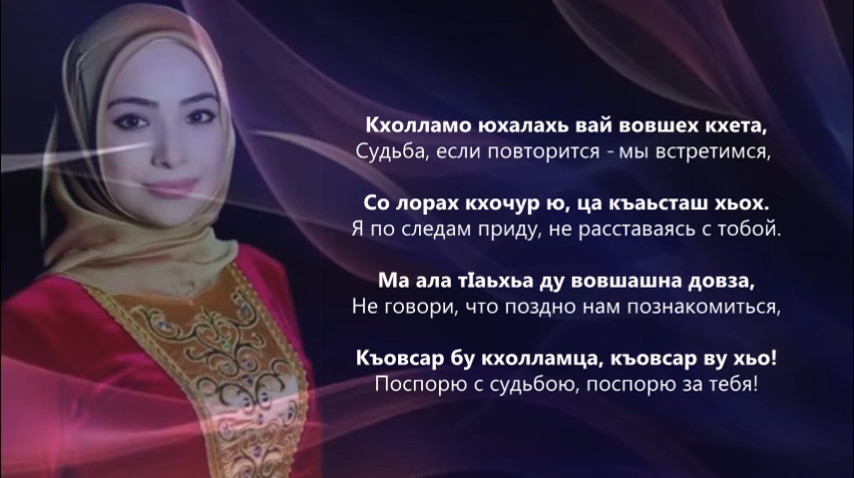 Кхолламо юхалахь вай вовшех кхета,
Судьба, если повторится - мы встретимся,
Со лорах кхочур ю, ца къаьсташ хьох.
Я по следам приду, не расставаясь с тобой.
Ма ала тӀаьхьа ду вовшашна довза,
Не говори, что поздно нам познакомиться,
Къовсар бу кхолламца, къовсар ву хьо!
Поспорю с судьбою, поспорю за тебя!